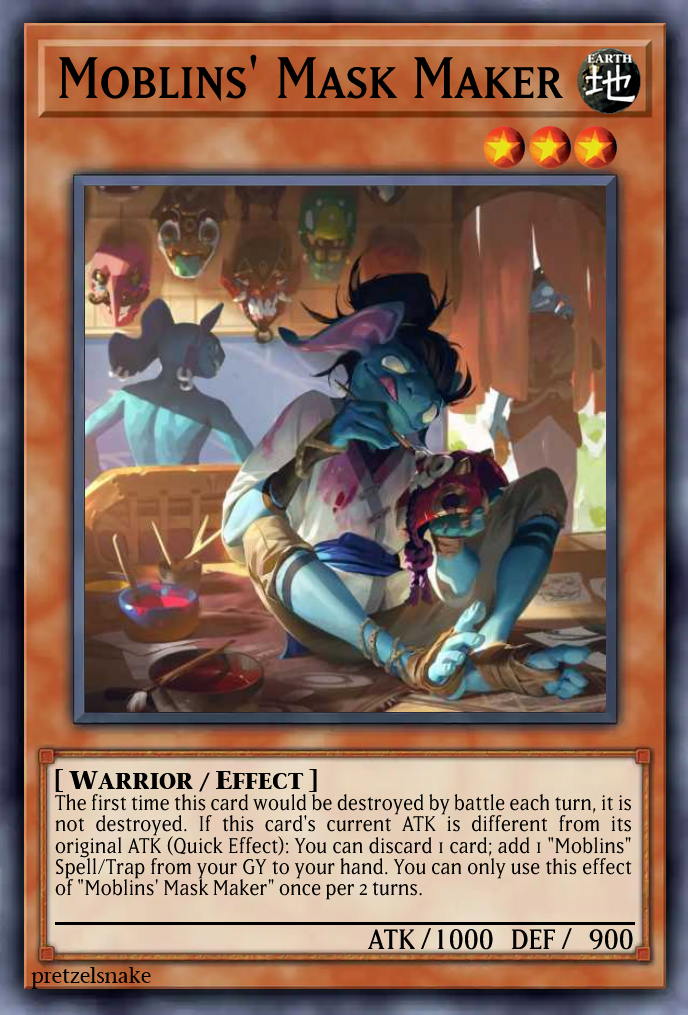 Moblins' Mask Maker
EARTH
地
[ Warrior / Effect ]
The first time this card would be destroyed by battle each turn, it is
not destroyed. If this card's current ATK is different from its
original ATK (Quick Effect): You can discard 1 card; add 1 "Moblins"
Spell/Trap from your GY to your hand. You can only use this effect
of "Moblins' Mask Maker" once per 2 turns.
ATK / 1000 DEF / 900
pretzelsnake